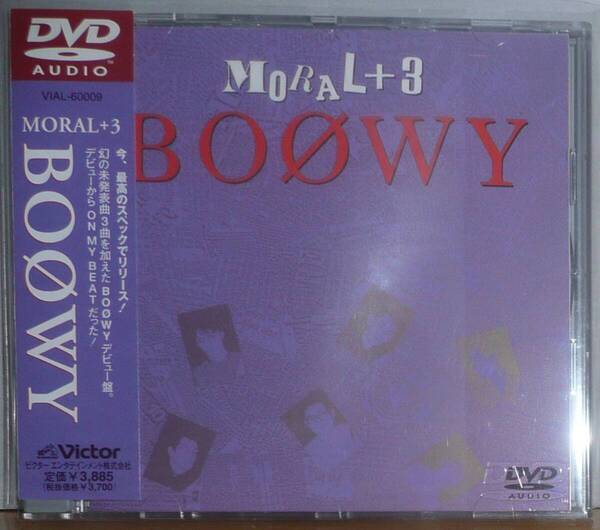 DVD
AUDIO™
VIAL-60009
MORAL+3
BOØWY
今、最高のスペックでリリース!
幻の未発表曲3曲を加えたBOØWYデビュー盤。
デビューからON MY BEATだった!
Victor
ビクター エンタテインメント株式会社
定価￥3,885
(税抜価格￥3,700)
MORAL+3
BOØWY
DVD
AUDIO